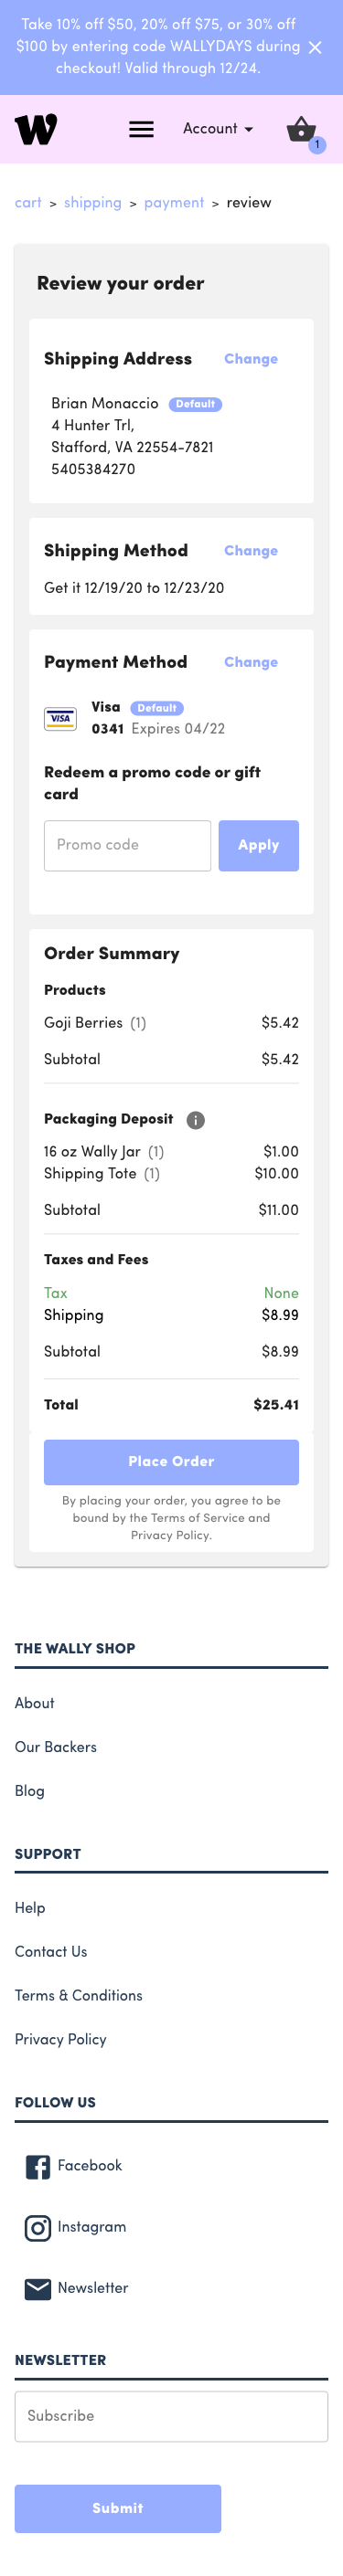 Take 10% off $50, 20% off $75, or 30% off
$100 by entering code WALLYDAYS during
checkout! Valid through 12/24.
W
Account
1
cart > shipping > payment > review
Review your order
Shipping Address Change
Brian Monaccio Default
4 Hunter Trl,
Stafford, VA 22554-7821
5405384270
Shipping Method Change
Get it 12/19/20 to 12/23/20
Payment Method Change
VISA
Visa Default
0341 Expires 04/22
Redeem a promo code or gift
card
Promo code Apply
Order Summary
Products
Goji Berries (1) $5.42
Subtotal $5.42
Packaging Deposit i
16 oz Wally Jar (1) $1.00
Shipping Tote (1) $10.00
Subtotal $11.00
Taxes and Fees
Tax None
Shipping $8.99
Subtotal $8.99
Total $25.41
Place Order
By placing your order, you agree to be
bound by the Terms of Service and
Privacy Policy.
THE WALLY SHOP
About
Our Backers
Blog
SUPPORT
Help
Contact Us
Terms & Conditions
Privacy Policy
FOLLOW US
Facebook
Instagram
Newsletter
NEWSLETTER
Subscribe
Submit